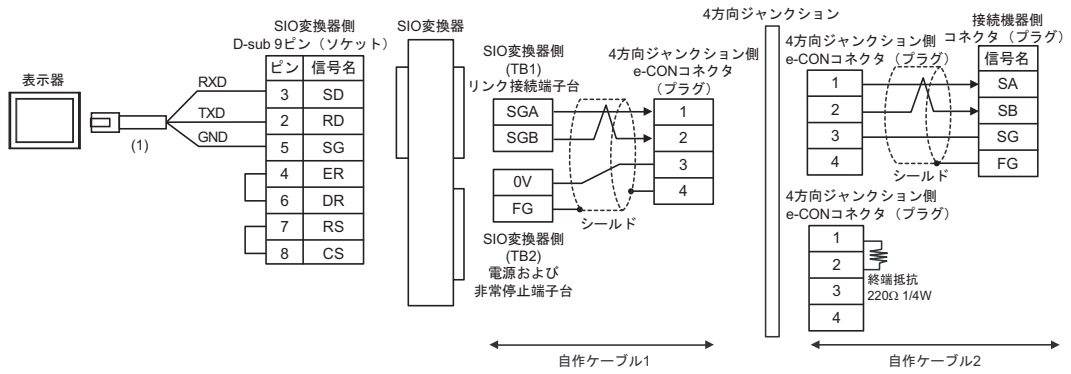 表示器
(1)
RXD
TXD
GND
SIO変換器側
D-sub 9ピン（ソケット）
ピン 信号名
3 SD
2 RD
5 SG
4 ER
6 DR
7 RS
8 CS
SIO変換器
SIO変換器側
(TB1)
リンク接続端子台
SGA
SGB
0V
FG
SIO変換器側
(TB2)
電源および
非常停止端子台
シールド
4方向ジャンクション側
e-CONコネクタ
（プラグ）
1
2
3
4
自作ケーブル1
4方向ジャンクション
4方向ジャンクション側
e-CONコネクタ（プラグ）
1
2
3
4
シールド
接続機器側
コネクタ（プラグ）
信号名
SA
SB
SG
FG
4方向ジャンクション側
e-CONコネクタ（プラグ）
1
2
3
4
終端抵抗
220Ω 1/4W
自作ケーブル2